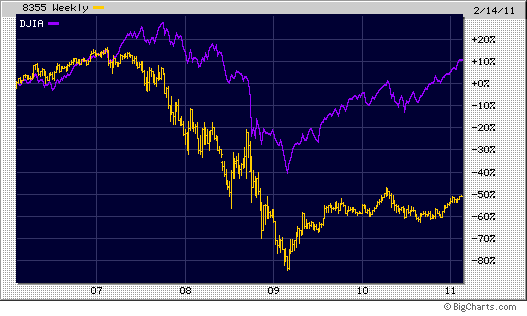 8355 Weekly 2/14/11
DJIA
+20%
+10%
+0%
-10%
-20%
-30%
-40%
-50%
-60%
-70%
-80%
07 08 09 10 11
© BigCharts.com